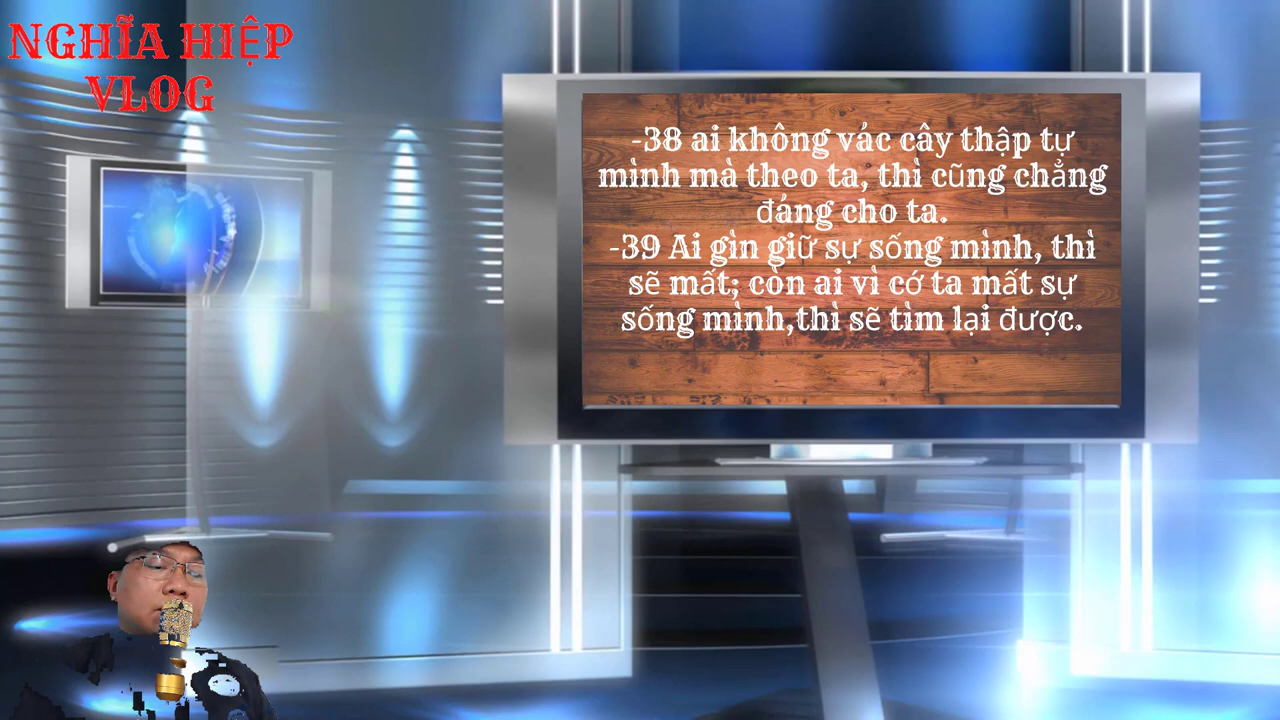 NGHĨA HIỆP
VLOG
-38 ai không vác cây thập tự
mình mà theo ta, thì cũng chẳng
đáng cho ta.
-39 Ai gìn giữ sự sống mình, thì
sẽ mất; còn ai vì cớ ta mất sự
sống mình,thì sẽ tìm lại được.